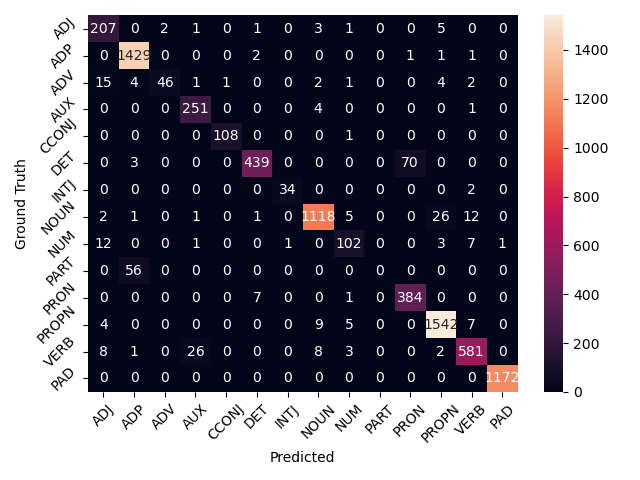 ADJ 207 0 2 1 0 1 0 3 1 0 0 5 0 0
ADP 0 1429 0 0 0 2 0 0 0 0 1 1 1 0
ADV 15 4 46 1 1 0 0 2 1 0 0 4 2 0
AUX 0 0 0 251 0 0 0 4 0 0 0 0 1 0
CCONJ 0 0 0 0 108 0 0 0 1 0 0 0 0 0
DET 0 3 0 0 0 439 0 0 0 0 70 0 0 0
INTJ 0 0 0 0 0 0 34 0 0 0 0 0 2 0
NOUN 2 1 0 1 0 1 0 1118 5 0 0 26 12 0
NUM 12 0 0 1 0 0 1 0 102 0 0 3 7 1
PART 0 56 0 0 0 0 0 0 0 0 0 0 0 0
PRON 0 0 0 0 0 7 0 0 1 0 384 0 0 0
PROPN 4 0 0 0 0 0 0 9 5 0 0 1542 7 0
VERB 8 1 0 26 0 0 0 8 3 0 0 2 581 0
PAD 0 0 0 0 0 0 0 0 0 0 0 0 0 1172
ADJ ADP ADV AUX CCONJ DET INTJ NOUN NUM PART PRON PROPN VERB PAD
Predicted
Ground Truth
1400
1200
1000
800
600
400
200
0